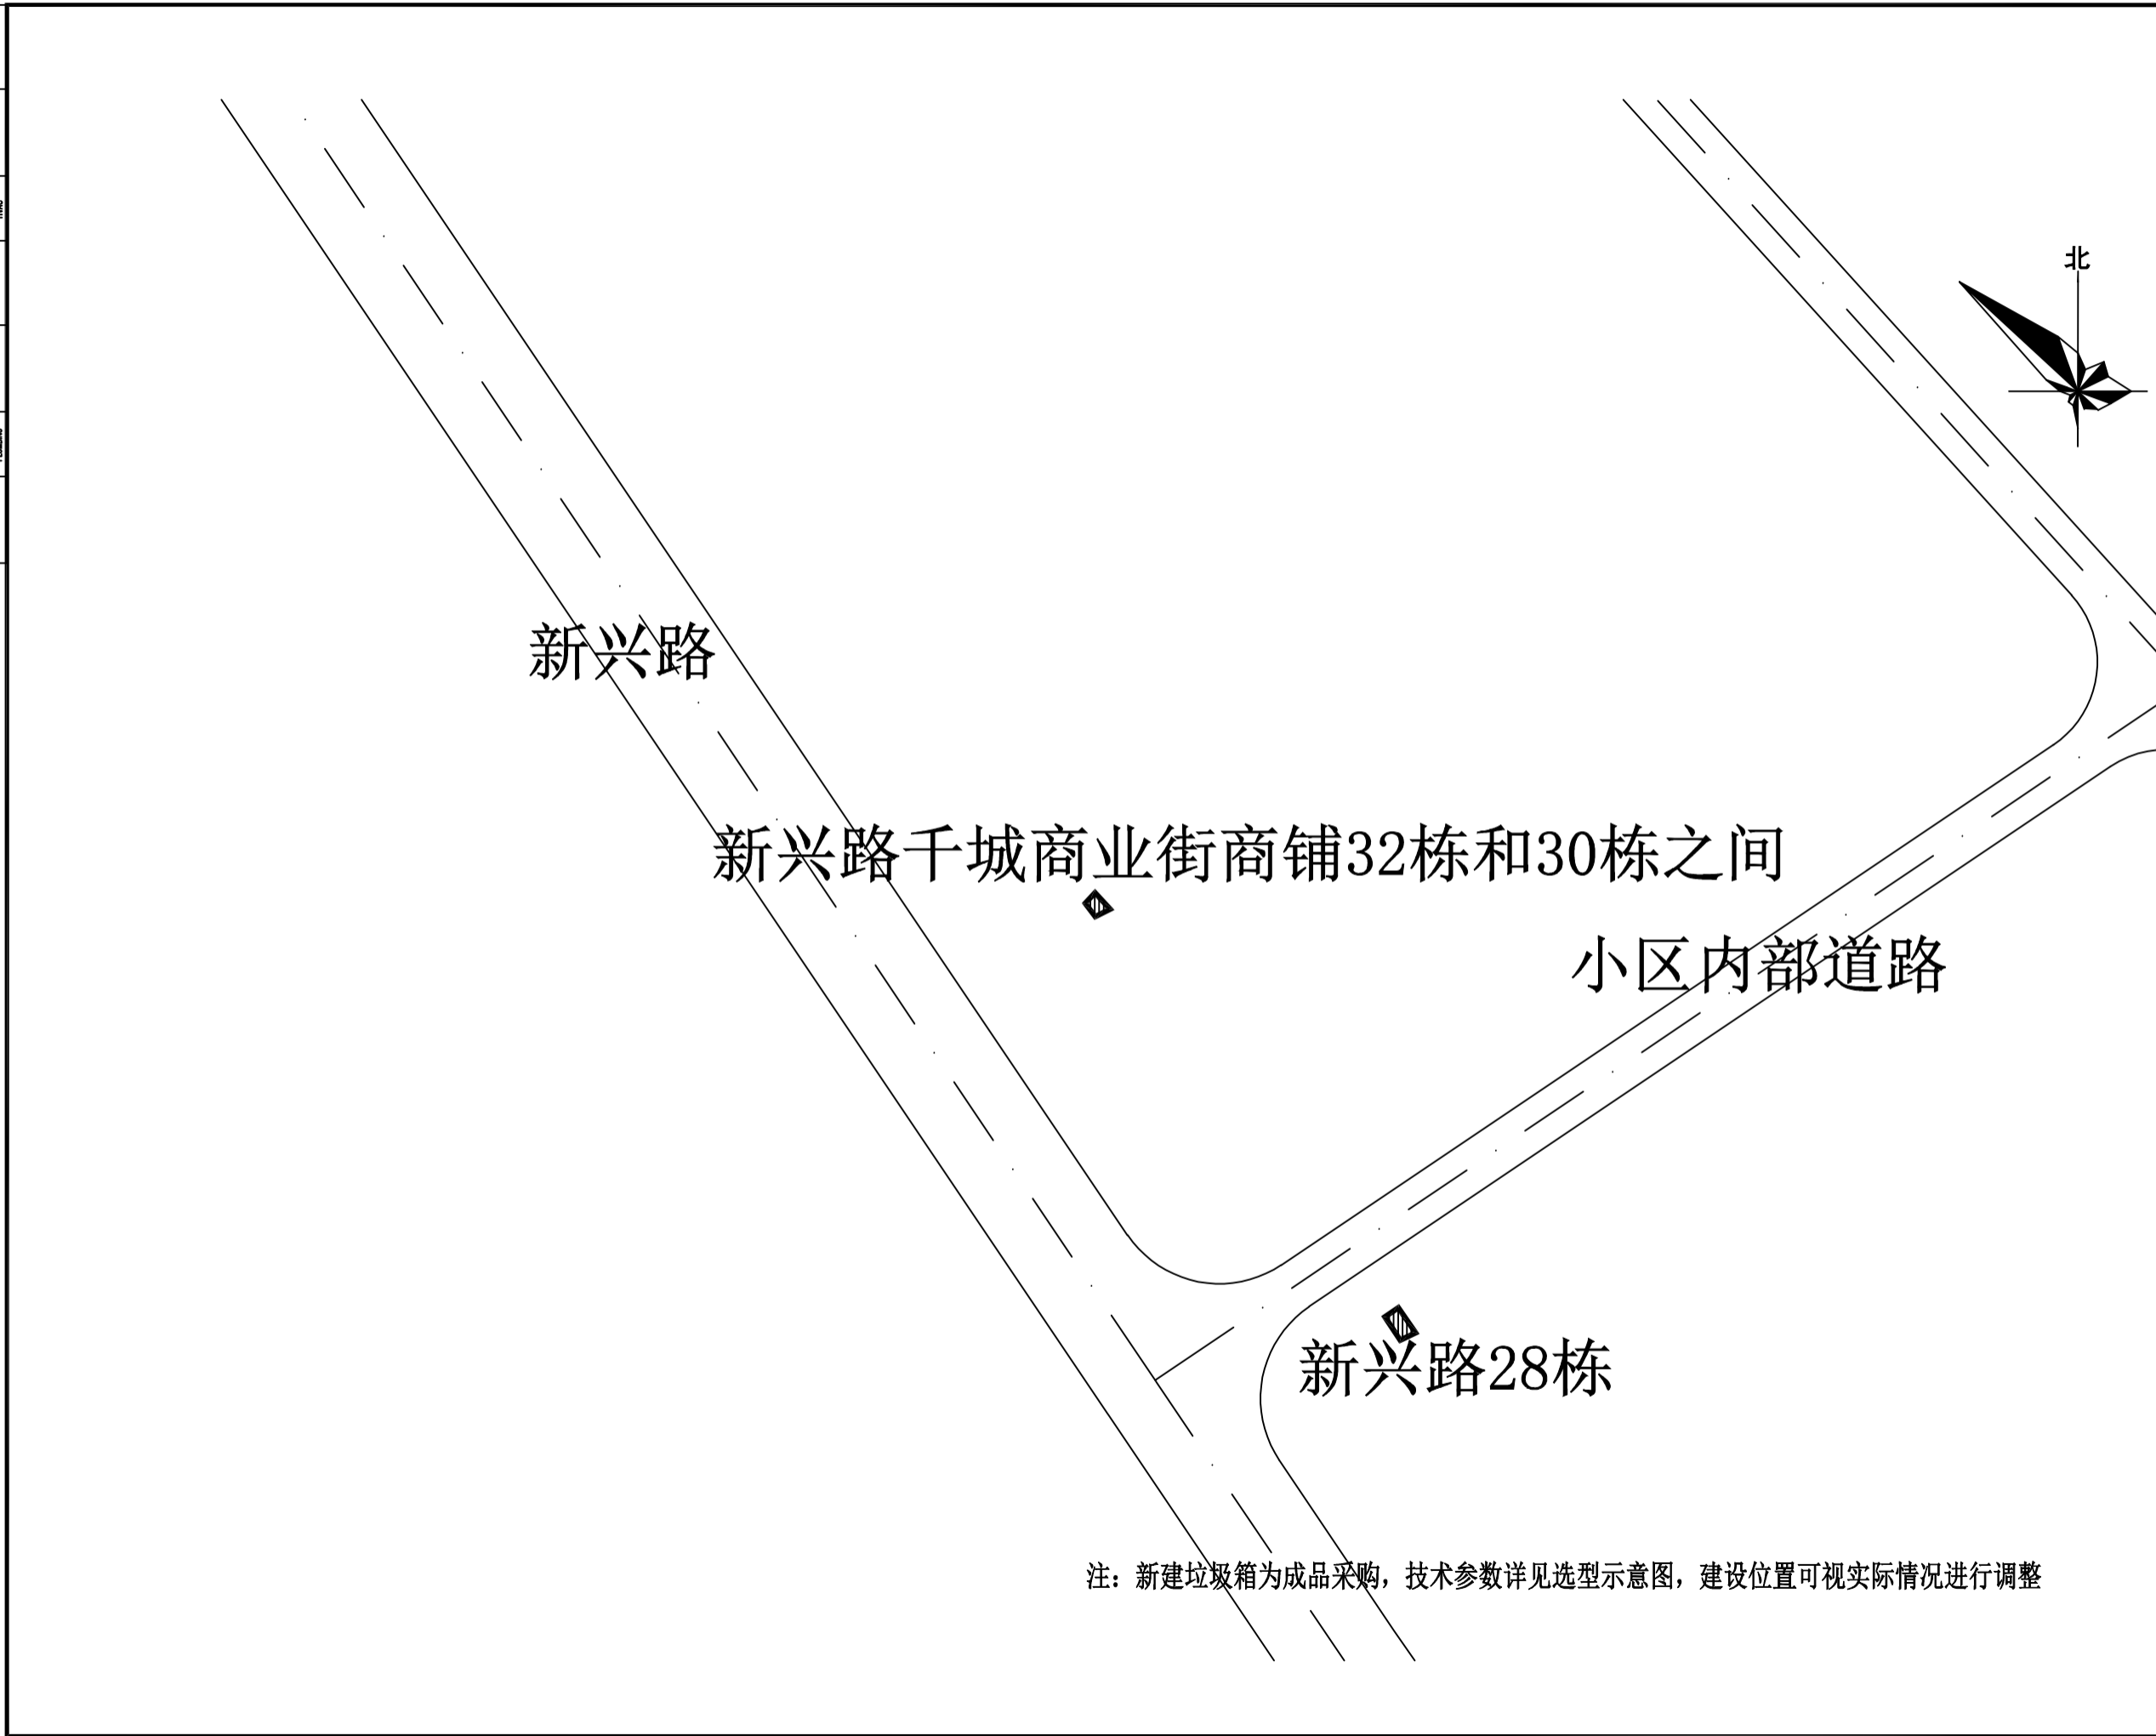 北
新兴路
新兴路千城商业街商铺32栋和30栋之间
小区内部道路
新兴路28栋
注：新建垃圾箱为成品采购，技术参数详见选型示意图，建设位置可视实际情况进行调整